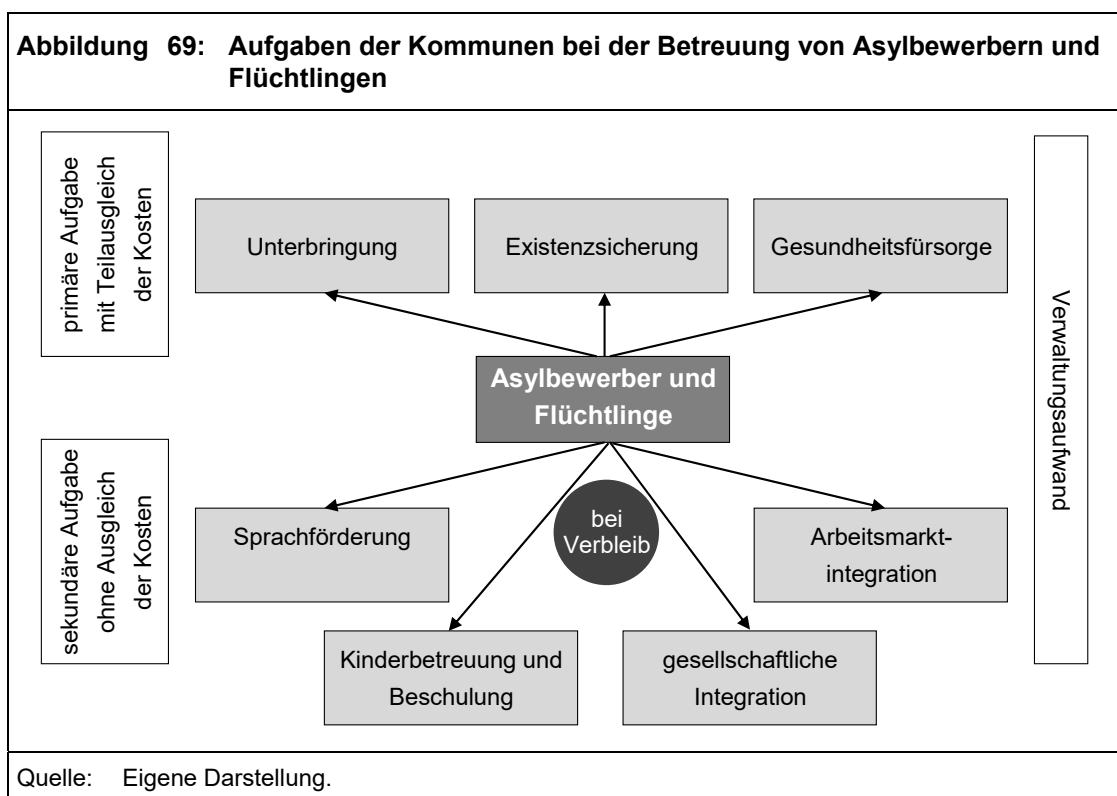 Abbildung 69: Aufgaben der Kommunen bei der Betreuung von Asylbewerbern und
Flüchtlingen
primäre Aufgabe
mit Teilausgleich
der Kosten
Unterbringung
Existenzsicherung
Gesundheitsfürsorge
Verwaltungsaufwand
Asylbewerber und
Flüchtlinge
sekundäre Aufgabe
ohne Ausgleich
der Kosten
Sprachförderung
bei
Verbleib
Arbeitsmarkt-
integration
Kinderbetreuung und
Beschulung
gesellschaftliche
Integration
Quelle: Eigene Darstellung.